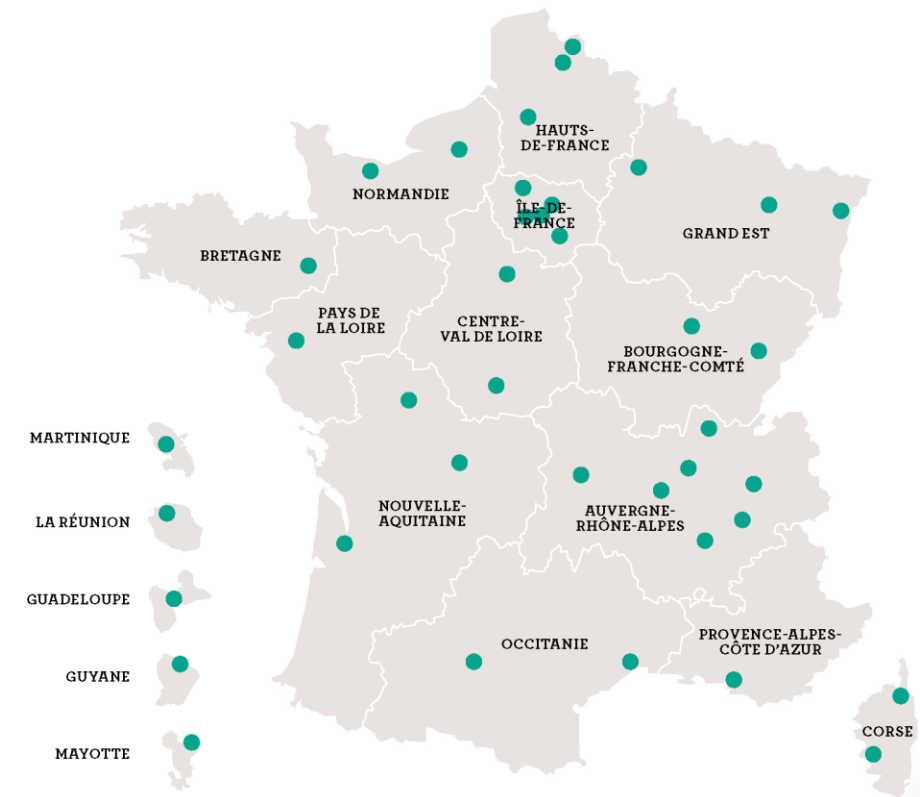 HAUTS-
DE-FRANCE
NORMANDIE
ÎLE-DE-
FRANCE
GRAND EST
BRETAGNE
PAYS DE
LA LOIRE
CENTRE-
VAL DE LOIRE
BOURGOGNE-
FRANCHE-COMTÉ
MARTINIQUE
LA RÉUNION
GUADELOUPE
GUYANE
MAYOTTE
NOUVELLE-
AQUITAINE
AUVERGNE-
RHÔNE-ALPES
OCCITANIE
PROVENCE-ALPES-
CÔTE D'AZUR
CORSE